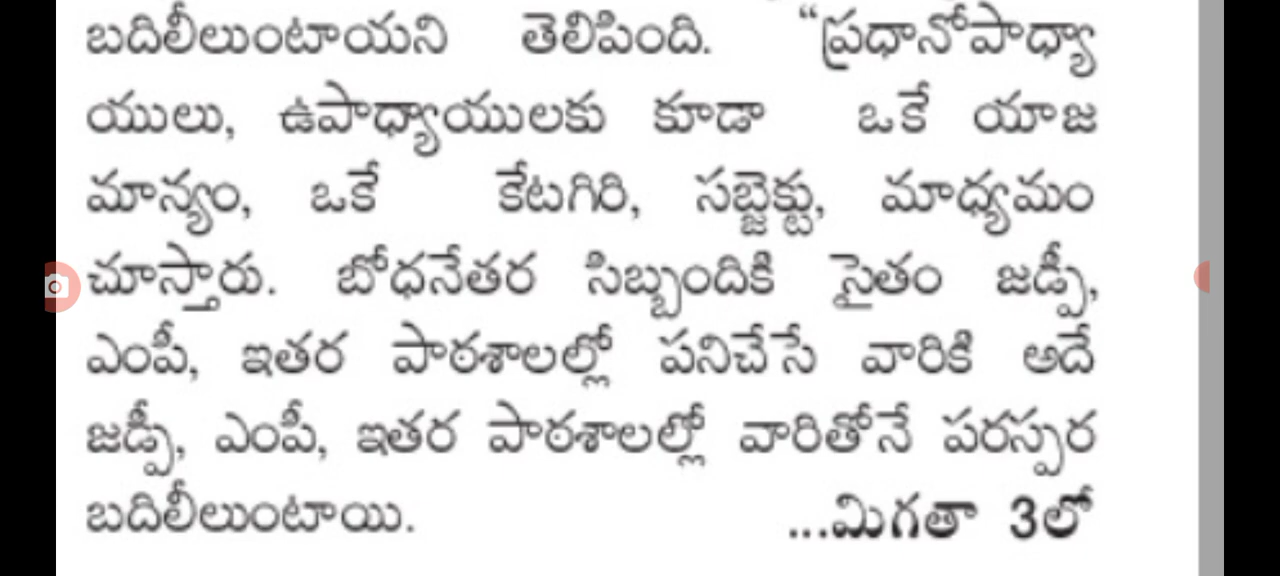 బదిలీలుంటాయని తెలిపింది. “ప్రధానోపాధ్యా
యులు, ఉపాధ్యాయులకు కూడా ఒకే యాజ
మాన్యం, ఒకే కేటగిరి, సబ్జెక్టు, మాధ్యమం
చూస్తారు. బోధనేతర సిబ్బందికి సైతం జడ్పీ,
ఎంపీ, ఇతర పాఠశాలల్లో పనిచేసే వారికి అదే
జడ్పీ, ఎంపీ, ఇతర పాఠశాలల్లో వారితోనే పరస్పర
బదిలీలుంటాయి. ...మిగతా 3లో